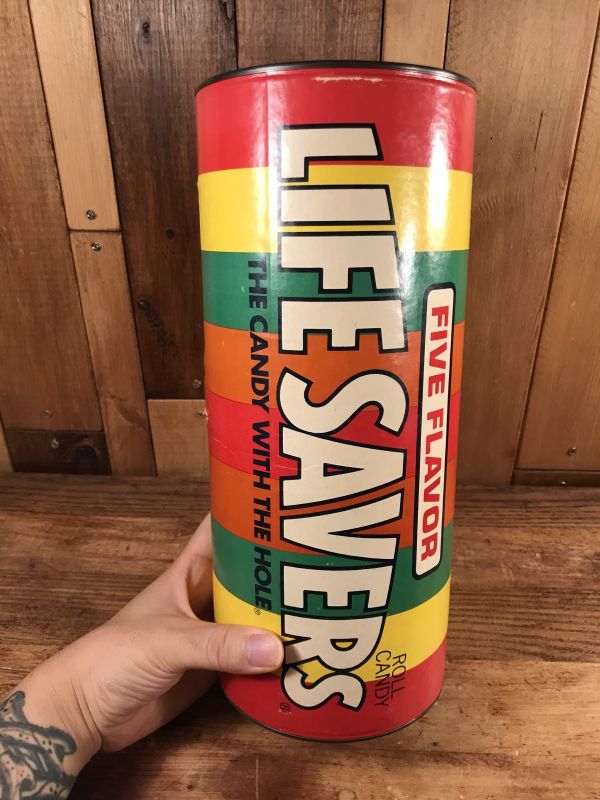 FIVE FLAVOR
LIFE SAVERS®
THE CANDY WITH THE HOLE®
ROLL
CANDY